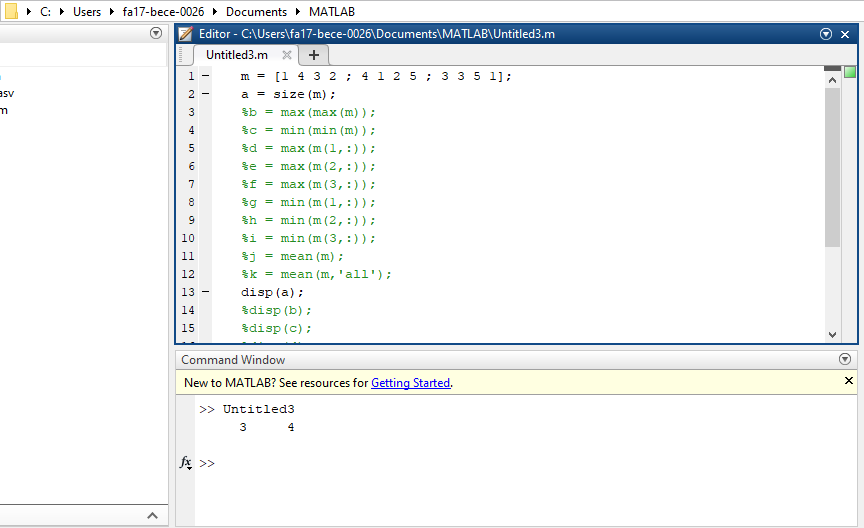 C: Users fa17-bece-0026 Documents MATLAB
Editor - C:\Users\fa17-bece-0026\Documents\MATLAB\Untitled3.m
Untitled3.m
asv
m
1 m = [1 4 3 2 ; 4 1 2 5 ; 3 3 5 1];
2 a = size(m);
3 %b = max(max(m));
4 %c = min(min(m));
5 %d = max(m(1,:));
6 %e = max(m(2,:));
7 %f = max(m(3,:));
8 %g = min(m(1,:));
9 %h = min(m(2,:));
10 %i = min(m(3,:));
11 %j = mean(m);
12 %k = mean(m,'all');
13 disp(a);
14 %disp(b);
15 %disp(c);
Command Window
New to MATLAB? See resources for Getting Started.
>> Untitled3
3 4
fx >>